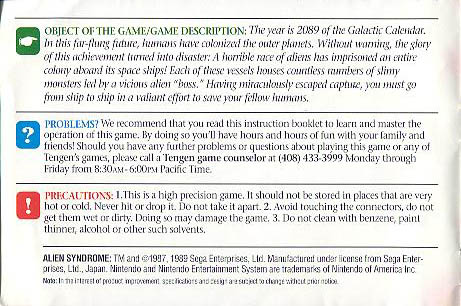 OBJECT OF THE GAME/GAME DESCRIPTION: The year is 2089 of the Galactic Calendar.
In this far-flung future, humans have colonized the outer planets. Without warning, the glory
of this achievement turned into disaster: A horrible race of aliens has imprisoned an entire
colony aboard its space ships! Each of these vessels houses countless numbers of slimy
monsters led by a vicious alien "boss." Having miraculously escaped capture, you must go
from ship to ship in a valiant effort to save your fellow humans.
? PROBLEMS? We recommend that you read this instruction booklet to learn and master the
operation of this game. By doing so you'll have hours and hours of fun with your family and
friends! Should you have any further problems or questions about playing this game or any of
Tengen's games, please call a Tengen game counselor at (408) 433-3999 Monday through
Friday from 8:30AM - 6:00PM Pacific Time.
! PRECAUTIONS: 1.This is a high precision game. It should not be stored in places that are very
hot or cold. Never hit or drop it. Do not take it apart. 2. Avoid touching the connectors, do not
get them wet or dirty. Doing so may damage the game. 3. Do not clean with benzene, paint
thinner, alcohol or other such solvents.
ALIEN SYNDROME: TM and ©1987, 1989 Sega Enterprises, Ltd. Manufactured under license from Sega Enter-
prises, Ltd., Japan. Nintendo and Nintendo Entertainment System are trademarks of Nintendo of America Inc.
Note: In the interest of product improvement, specifications and design are subject to change without prior notice.